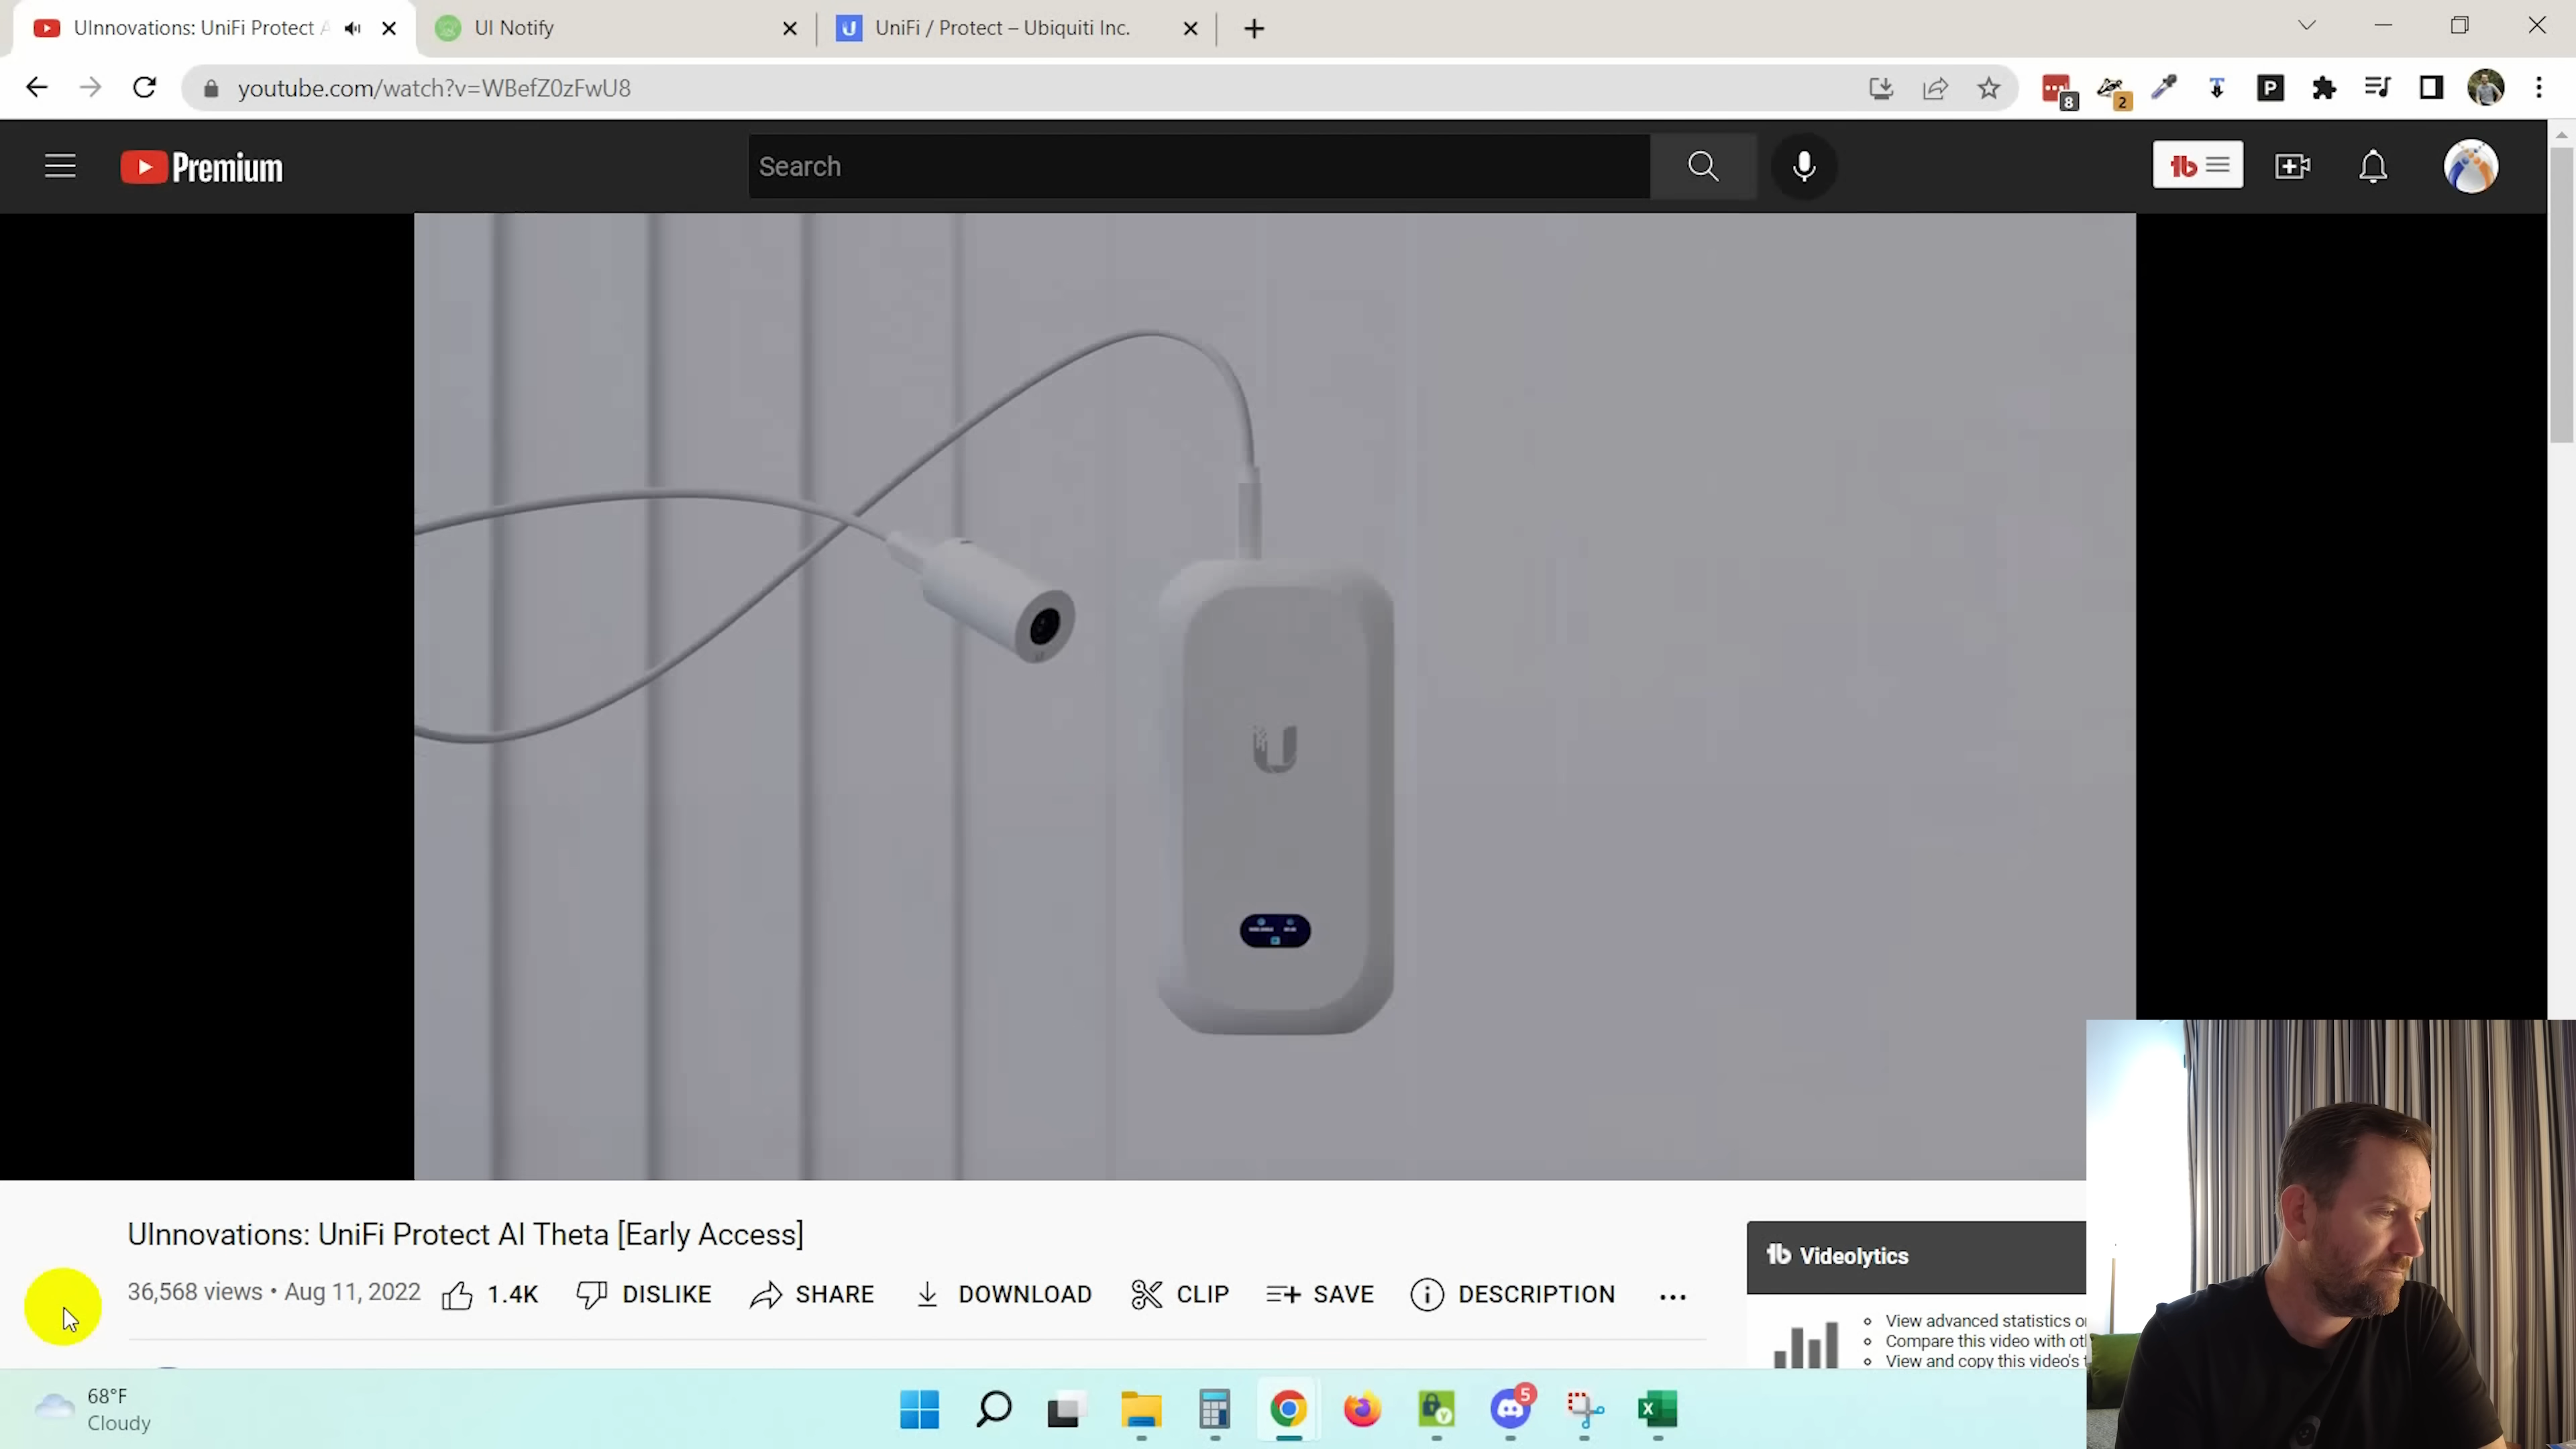 UInnovations: UniFi Protect A
UI Notify
UniFi / Protect – Ubiquiti Inc.
youtube.com/watch?v=WBefZ0zFwU8
8
2
P
Premium
Search
tb
U
UInnovations: UniFi Protect AI Theta [Early Access]
36,568 views • Aug 11, 2022
1.4K
DISLIKE
SHARE
DOWNLOAD
CLIP
SAVE
DESCRIPTION
tb Videolytics
View advanced statistics o
Compare this video with ot
View and copy this video's
68°F
Cloudy
5